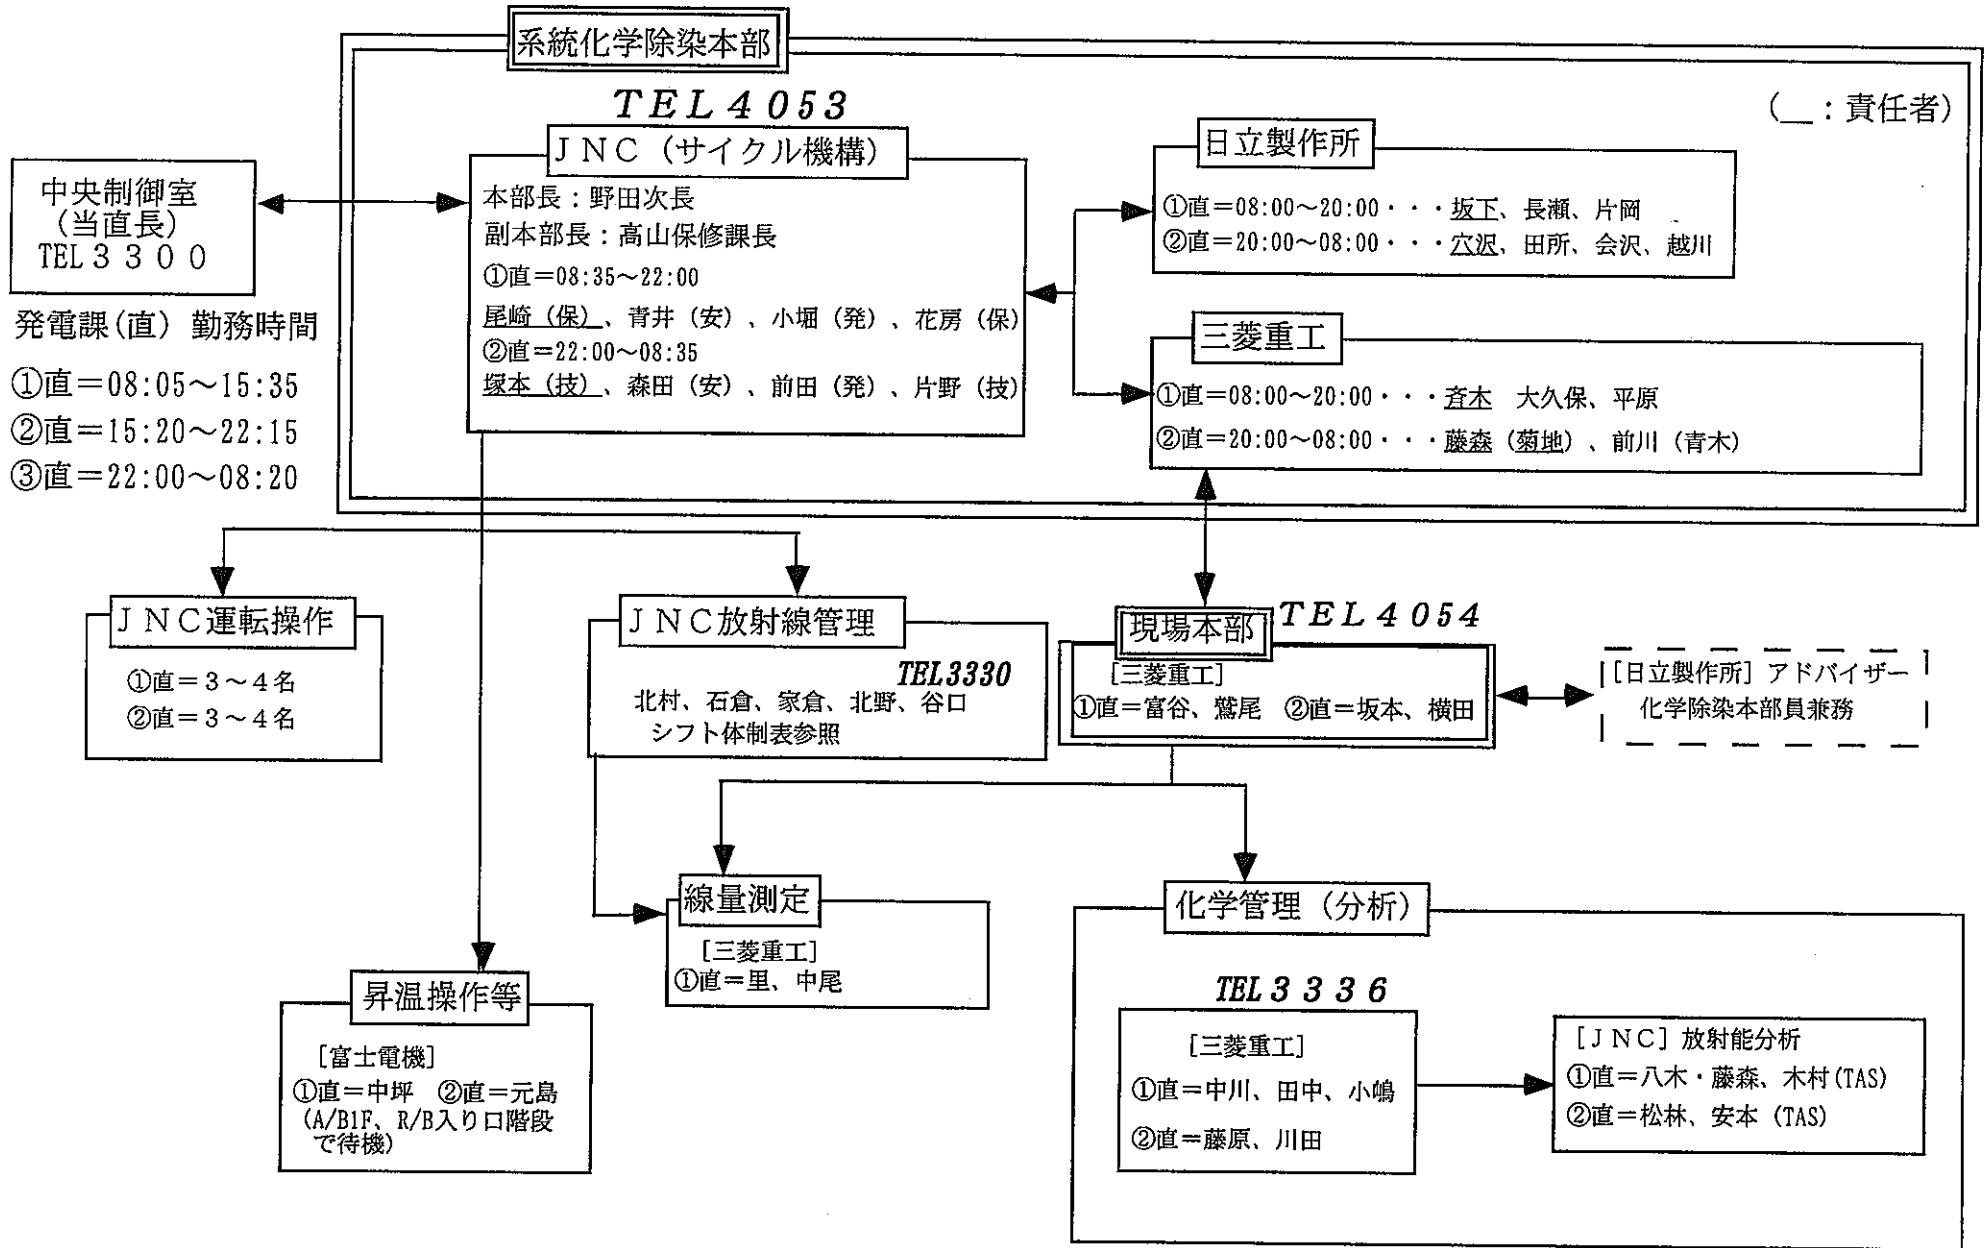 系統化学除染本部
TEL4053
(__：責任者)
JNC（サイクル機構）
本部長：野田次長
副本部長：高山保修課長
①直＝08:35～22:00
尾崎（保）、青井（安）、小堀（発）、花房（保）
②直＝22:00～08:35
塚本（技）、森田（安）、前田（発）、片野（技）
中央制御室
（当直長）
TEL3300
発電課(直) 勤務時間
①直＝08:05～15:35
②直＝15:20～22:15
③直＝22:00～08:20
日立製作所
①直＝08:00～20:00・・・坂下、長瀬、片岡
②直＝20:00～08:00・・・穴沢、田所、会沢、越川
三菱重工
①直＝08:00～20:00・・・斉木　大久保、平原
②直＝20:00～08:00・・・藤森（菊地）、前川（青木）
JNC運転操作
①直＝3～4名
②直＝3～4名
JNC放射線管理
TEL3330
北村、石倉、家倉、北野、谷口
シフト体制表参照
現場本部
TEL4054
[三菱重工]
①直＝富谷、鷲尾　②直＝坂本、横田
[日立製作所] アドバイザー
化学除染本部員兼務
線量測定
[三菱重工]
①直＝里、中尾
昇温操作等
[富士電機]
①直＝中坪　②直＝元島
(A/B1F、R/B入り口階段
で待機)
化学管理（分析）
TEL3336
[三菱重工]
①直＝中川、田中、小嶋
②直＝藤原、川田
[JNC] 放射能分析
①直＝八木・藤森、木村(TAS)
②直＝松林、安本 (TAS)